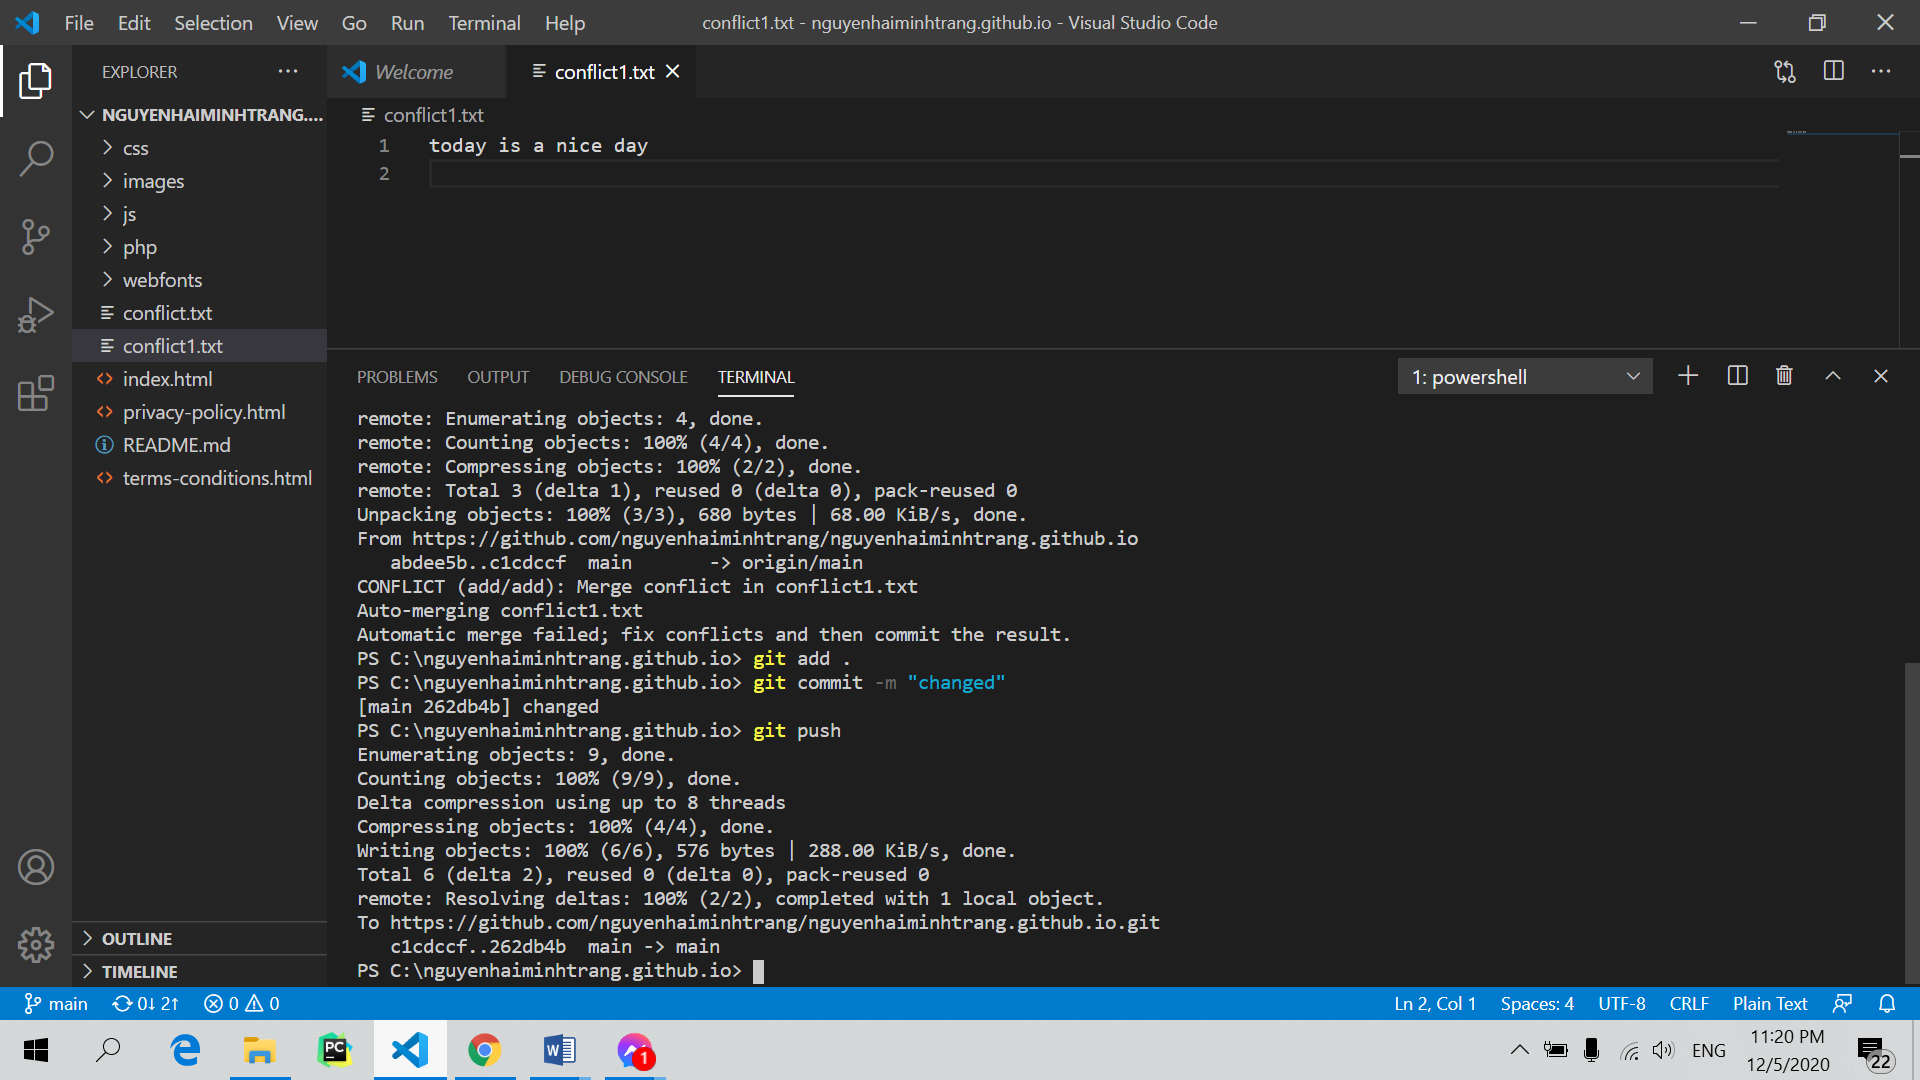 File Edit Selection View Go Run Terminal Help conflict1.txt - nguyenhaiminhtrang.github.io - Visual Studio Code
EXPLORER
Welcome
conflict1.txt
NGUYENHAIMINHTRANG....
css
images
js
php
webfonts
conflict.txt
conflict1.txt
index.html
privacy-policy.html
README.md
terms-conditions.html
OUTLINE
TIMELINE
conflict1.txt
1 today is a nice day
2
PROBLEMS OUTPUT DEBUG CONSOLE TERMINAL 1: powershell
remote: Enumerating objects: 4, done.
remote: Counting objects: 100% (4/4), done.
remote: Compressing objects: 100% (2/2), done.
remote: Total 3 (delta 1), reused 0 (delta 0), pack-reused 0
Unpacking objects: 100% (3/3), 680 bytes | 68.00 KiB/s, done.
From https://github.com/nguyenhaiminhtrang/nguyenhaiminhtrang.github.io
abdee5b..c1cdccf main -> origin/main
CONFLICT (add/add): Merge conflict in conflict1.txt
Auto-merging conflict1.txt
Automatic merge failed; fix conflicts and then commit the result.
PS C:\nguyenhaiminhtrang.github.io> git add .
PS C:\nguyenhaiminhtrang.github.io> git commit -m "changed"
[main 262db4b] changed
PS C:\nguyenhaiminhtrang.github.io> git push
Enumerating objects: 9, done.
Counting objects: 100% (9/9), done.
Delta compression using up to 8 threads
Compressing objects: 100% (4/4), done.
Writing objects: 100% (6/6), 576 bytes | 288.00 KiB/s, done.
Total 6 (delta 2), reused 0 (delta 0), pack-reused 0
remote: Resolving deltas: 100% (2/2), completed with 1 local object.
To https://github.com/nguyenhaiminhtrang/nguyenhaiminhtrang.github.io.git
c1cdccf..262db4b main -> main
PS C:\nguyenhaiminhtrang.github.io>
main 0↓ 2↑ 0 0 Ln 2, Col 1 Spaces: 4 UTF-8 CRLF Plain Text
PC
1
ENG
11:20 PM
12/5/2020
22